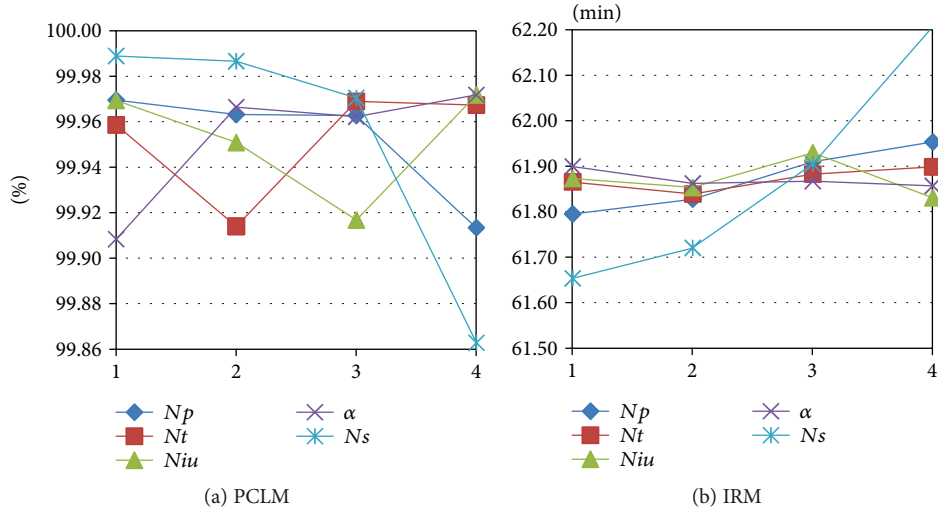 100.00
99.98
99.96
99.94
99.92
99.90
99.88
99.86
(%)
1 2 3 4
Np
Nt
Niu
α
Ns
(a) PCLM
(min)
62.20
62.10
62.00
61.90
61.80
61.70
61.60
61.50
1 2 3 4
Np
Nt
Niu
α
Ns
(b) IRM